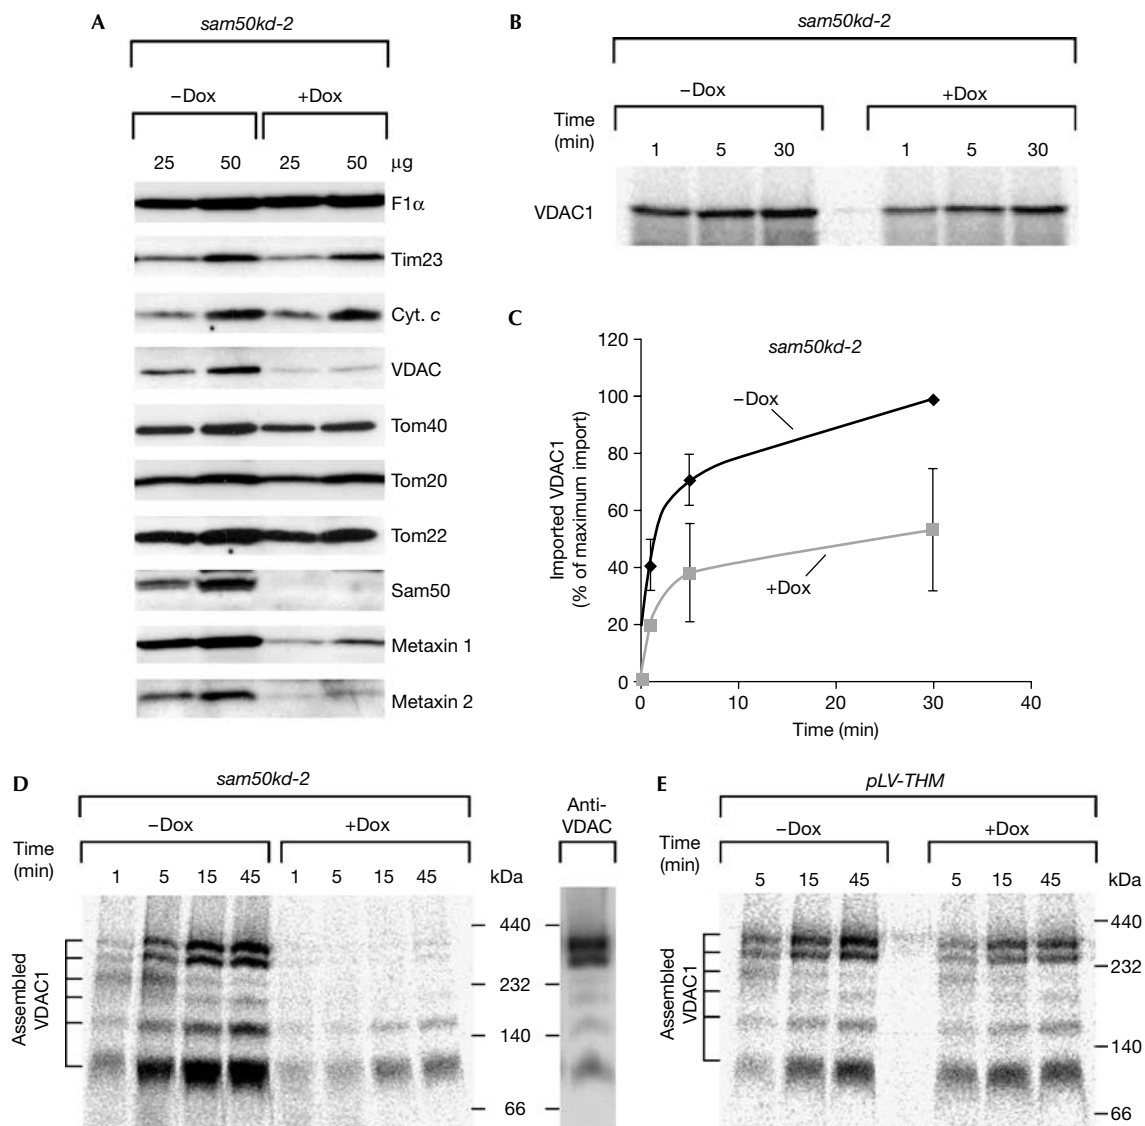 A
sam50kd-2
–Dox +Dox
25 50 25 50 μg
F1α
Tim23
Cyt. c
VDAC
Tom40
Tom20
Tom22
Sam50
Metaxin 1
Metaxin 2
B
sam50kd-2
–Dox +Dox
Time
(min)
1 5 30 1 5 30
VDAC1
C
sam50kd-2
120
100
80
60
40
20
0
–Dox
+Dox
Imported VDAC1
(% of maximum import)
0 10 20 30 40
Time (min)
D
sam50kd-2
–Dox +Dox
Time
(min)
1 5 15 45 1 5 15 45 kDa
Anti-
VDAC
440
232
140
66
Assembled
VDAC1
E
pLV-THM
–Dox +Dox
Time
(min)
5 15 45 5 15 45 kDa
440
232
140
66
Assembled
VDAC1